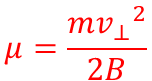 μ = mv⊥² / 2B